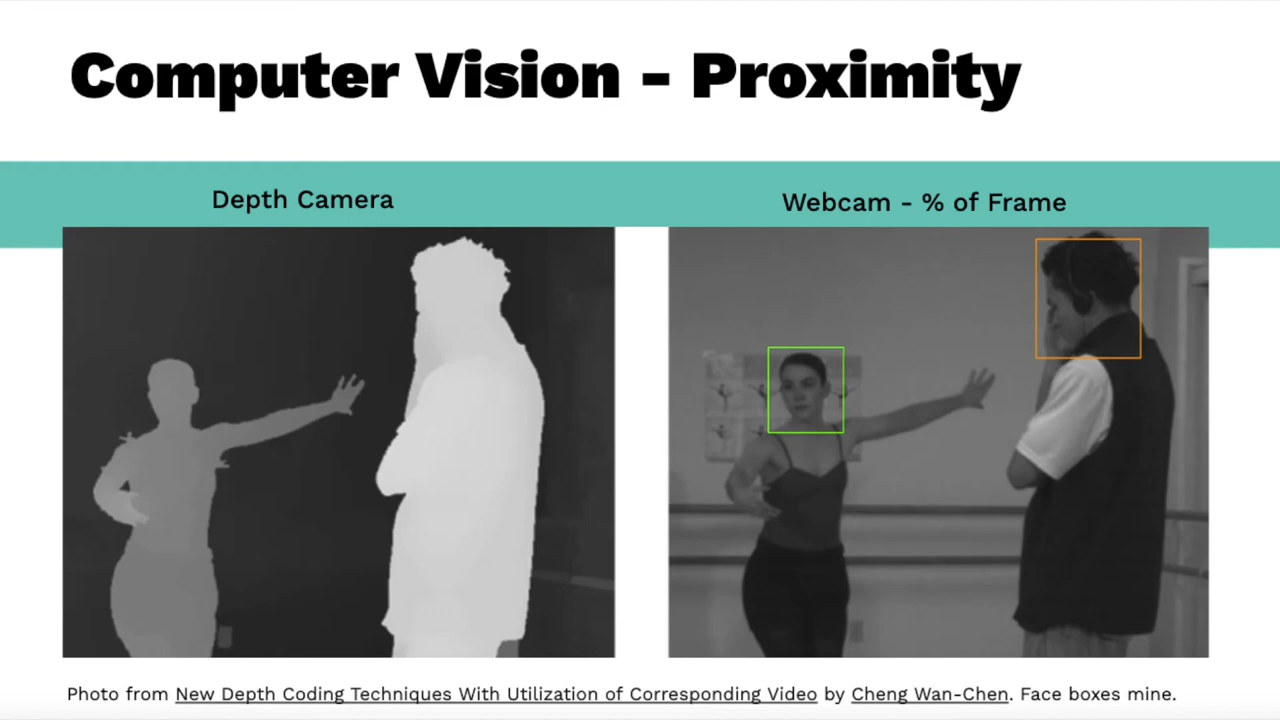 Computer Vision - Proximity
Depth Camera
Webcam - % of Frame
Photo from New Depth Coding Techniques With Utilization of Corresponding Video by Cheng Wan-Chen. Face boxes mine.